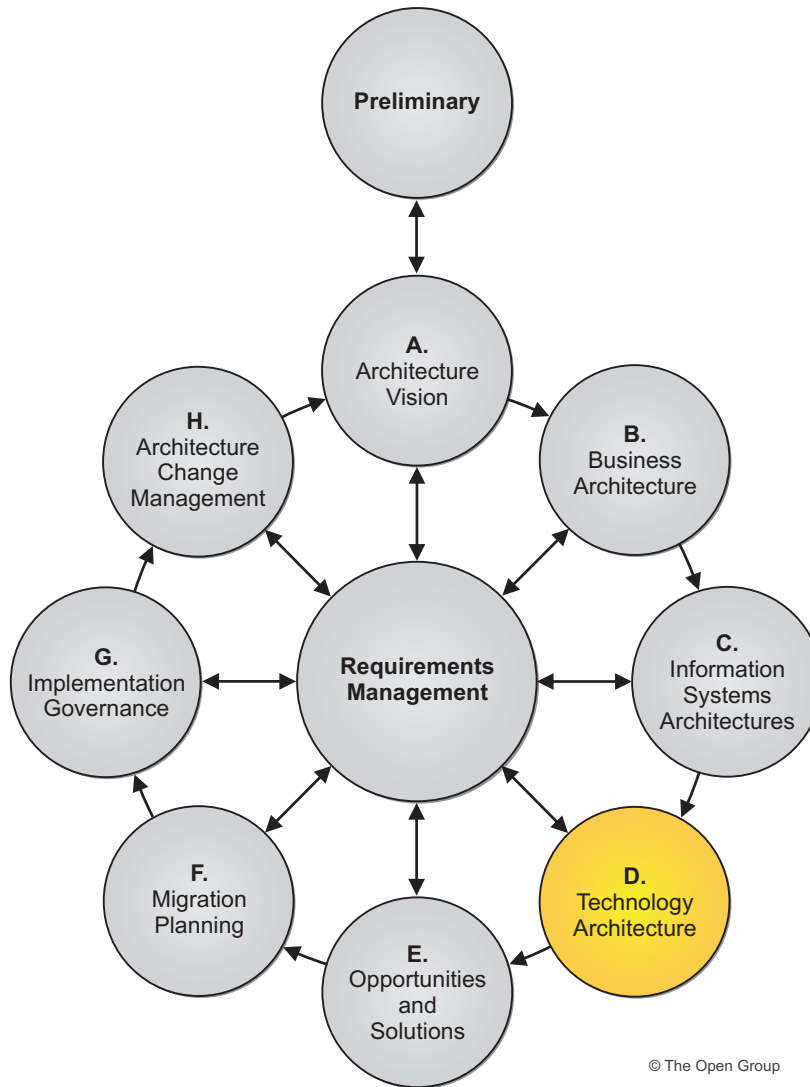 Preliminary
A.
Architecture
Vision
B.
Business
Architecture
C.
Information
Systems
Architectures
D.
Technology
Architecture
E.
Opportunities
and
Solutions
F.
Migration
Planning
G.
Implementation
Governance
H.
Architecture
Change
Management
Requirements
Management
© The Open Group